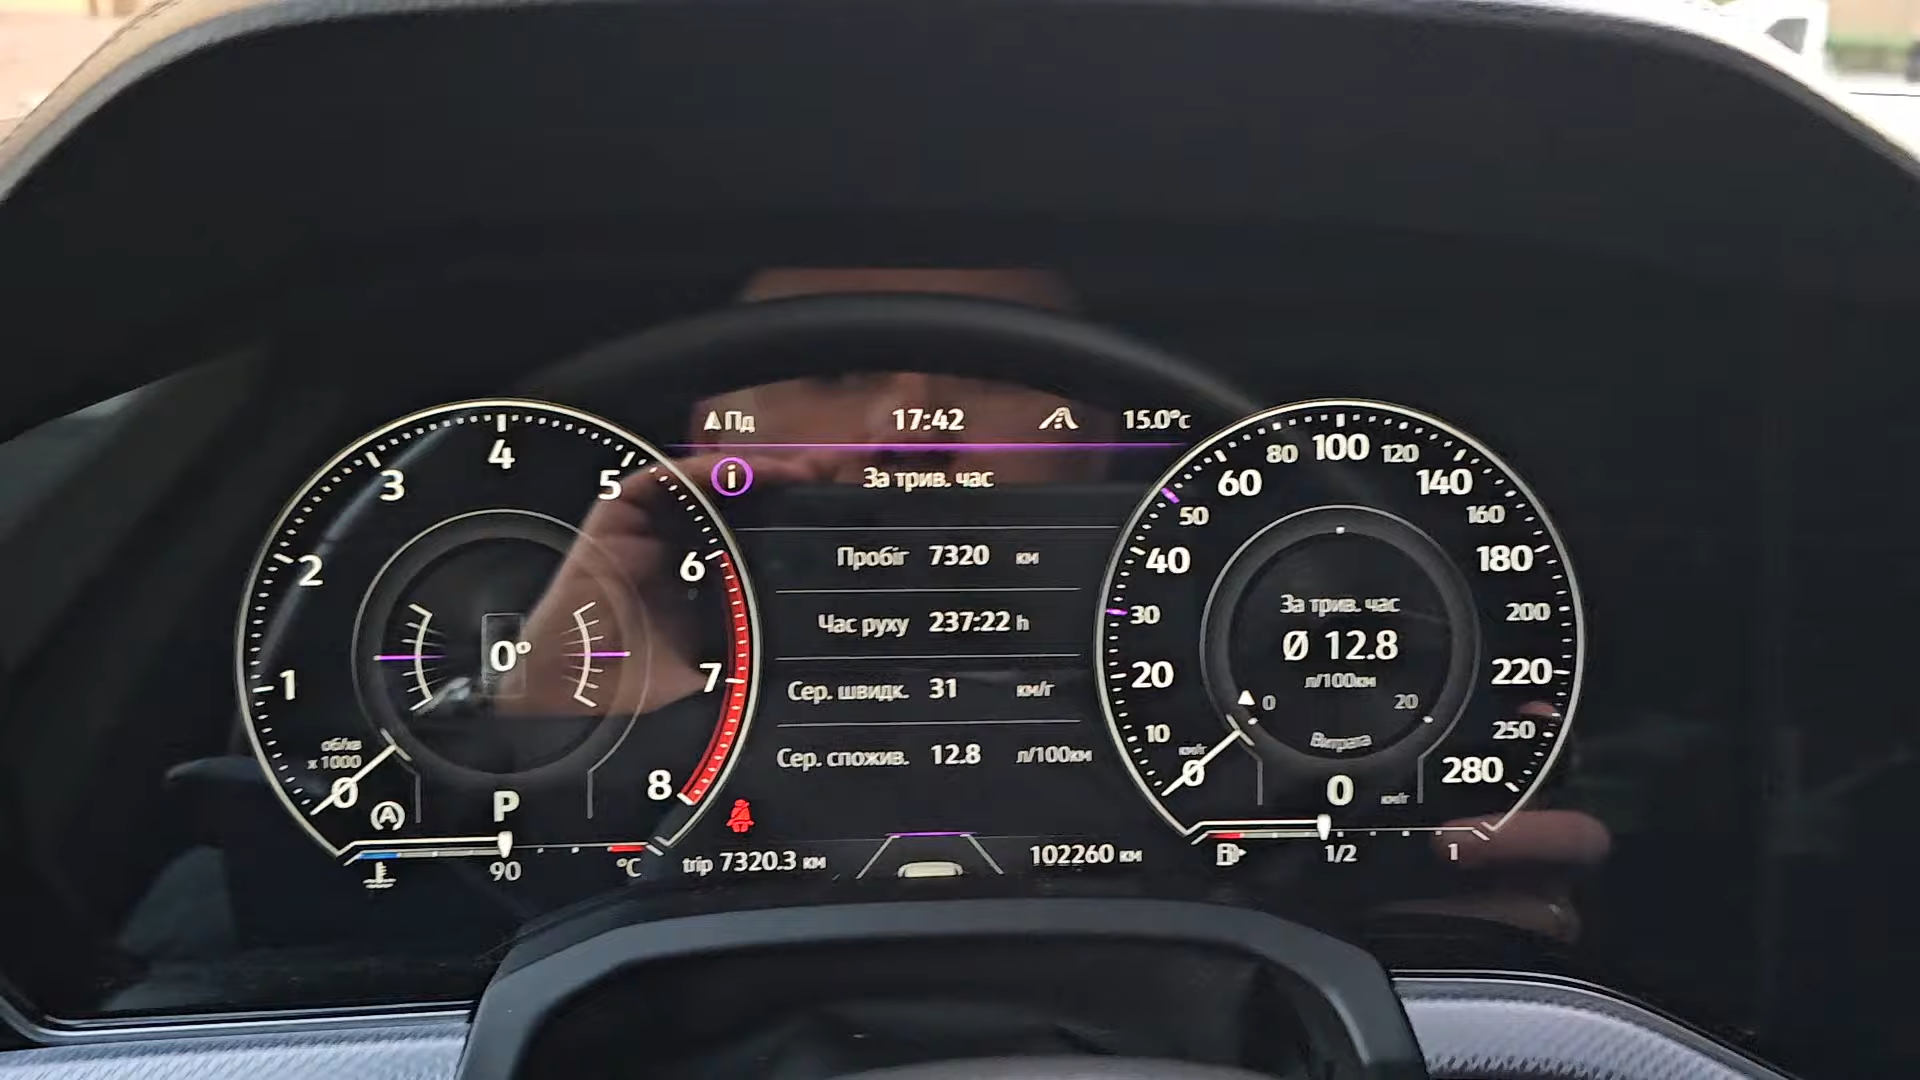 Пд 17:42 15.0°C
i За трив. час
Пробіг 7320 км
Час руху 237:22 h
Сер. швидк. 31 км/г
Сер. спожив. 12.8 л/100км
trip 7320.3 км
102260 км
0 1 2 3 4 5 6 7 8
об/хв
x 1000
0°
A
P
90 °C
0 10 20 30 40 50 60 80 100 120 140 160 180 200 220 250 280
км/г
За трив. час
Ø 12.8
л/100км
0 20
Витрата
0 км/г
1/2 1